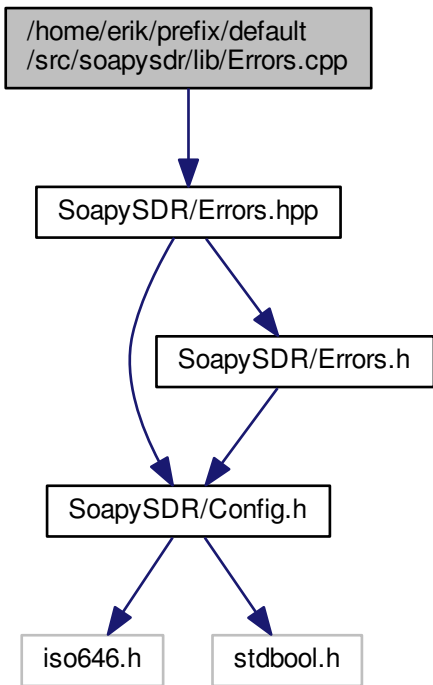 /home/erik/prefix/default
/src/soapysdr/lib/Errors.cpp
SoapySDR/Errors.hpp
SoapySDR/Errors.h
SoapySDR/Config.h
iso646.h
stdbool.h